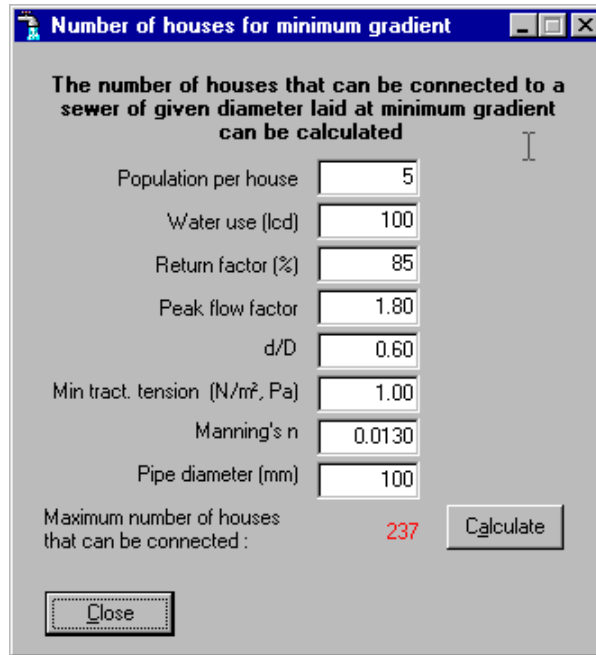 Number of houses for minimum gradient
The number of houses that can be connected to a
sewer of given diameter laid at minimum gradient
can be calculated
Population per house 5
Water use (lcd) 100
Return factor (%) 85
Peak flow factor 1.80
d/D 0.60
Min tract. tension (N/m², Pa) 1.00
Manning's n 0.0130
Pipe diameter (mm) 100
Maximum number of houses
that can be connected : 237 Calculate
Close